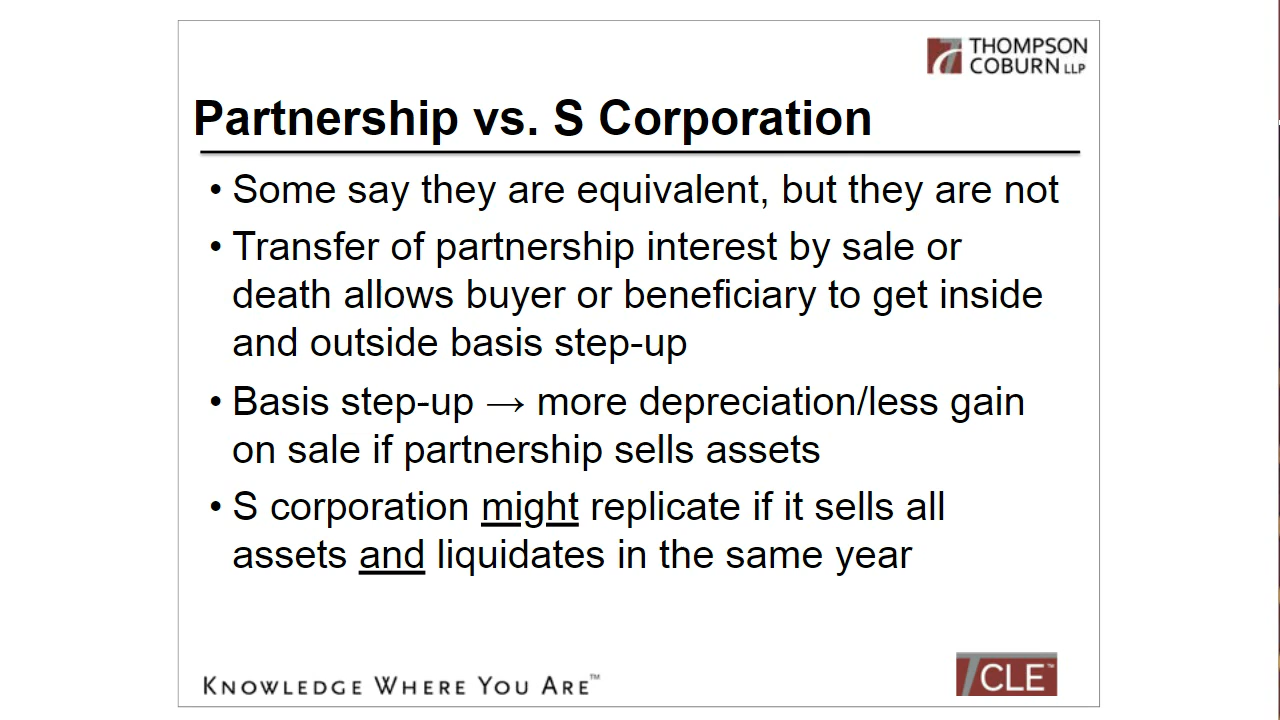 THOMPSON
COBURN LLP
Partnership vs. S Corporation
• Some say they are equivalent, but they are not
• Transfer of partnership interest by sale or
death allows buyer or beneficiary to get inside
and outside basis step-up
• Basis step-up → more depreciation/less gain
on sale if partnership sells assets
• S corporation might replicate if it sells all
assets and liquidates in the same year
KNOWLEDGE WHERE YOU ARE™
TCLE™